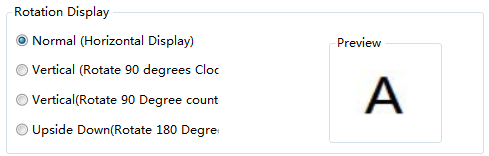 Rotation Display
Normal (Horizontal Display)
Preview
Vertical (Rotate 90 degrees Cloc
A
Vertical(Rotate 90 Degree count
Upside Down(Rotate 180 Degre